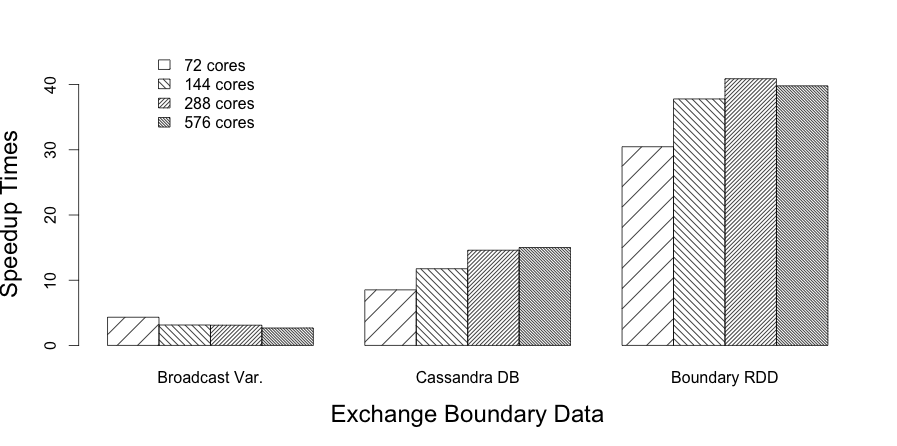 72 cores
144 cores
288 cores
576 cores
Speedup Times
40
30
20
10
0
Broadcast Var.
Cassandra DB
Boundary RDD
Exchange Boundary Data